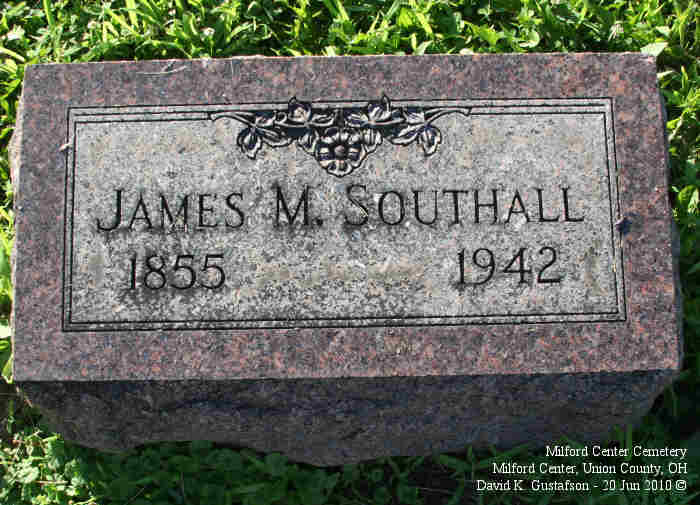 JAMES M. SOUTHALL
1855 1942
Milford Center Cemetery
Milford Center, Union County, OH
David K. Gustafson - 20 Jun 2010 ©